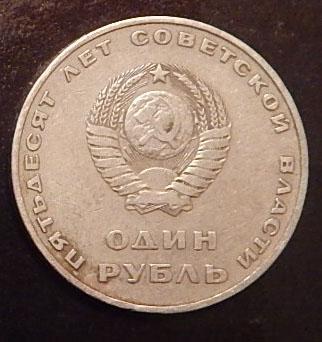 ПЯТЬДЕСЯТ ЛЕТ СОВЕТСКОЙ ВЛАСТИ
ОДИН
РУБЛЬ